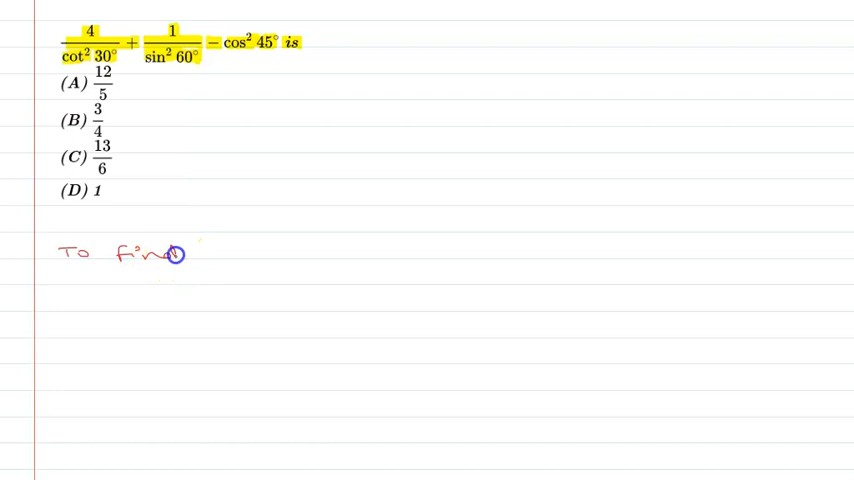 4/cot² 30° + 1/sin² 60° − cos² 45° is
(A) 12/5
(B) 3/4
(C) 13/6
(D) 1
To find